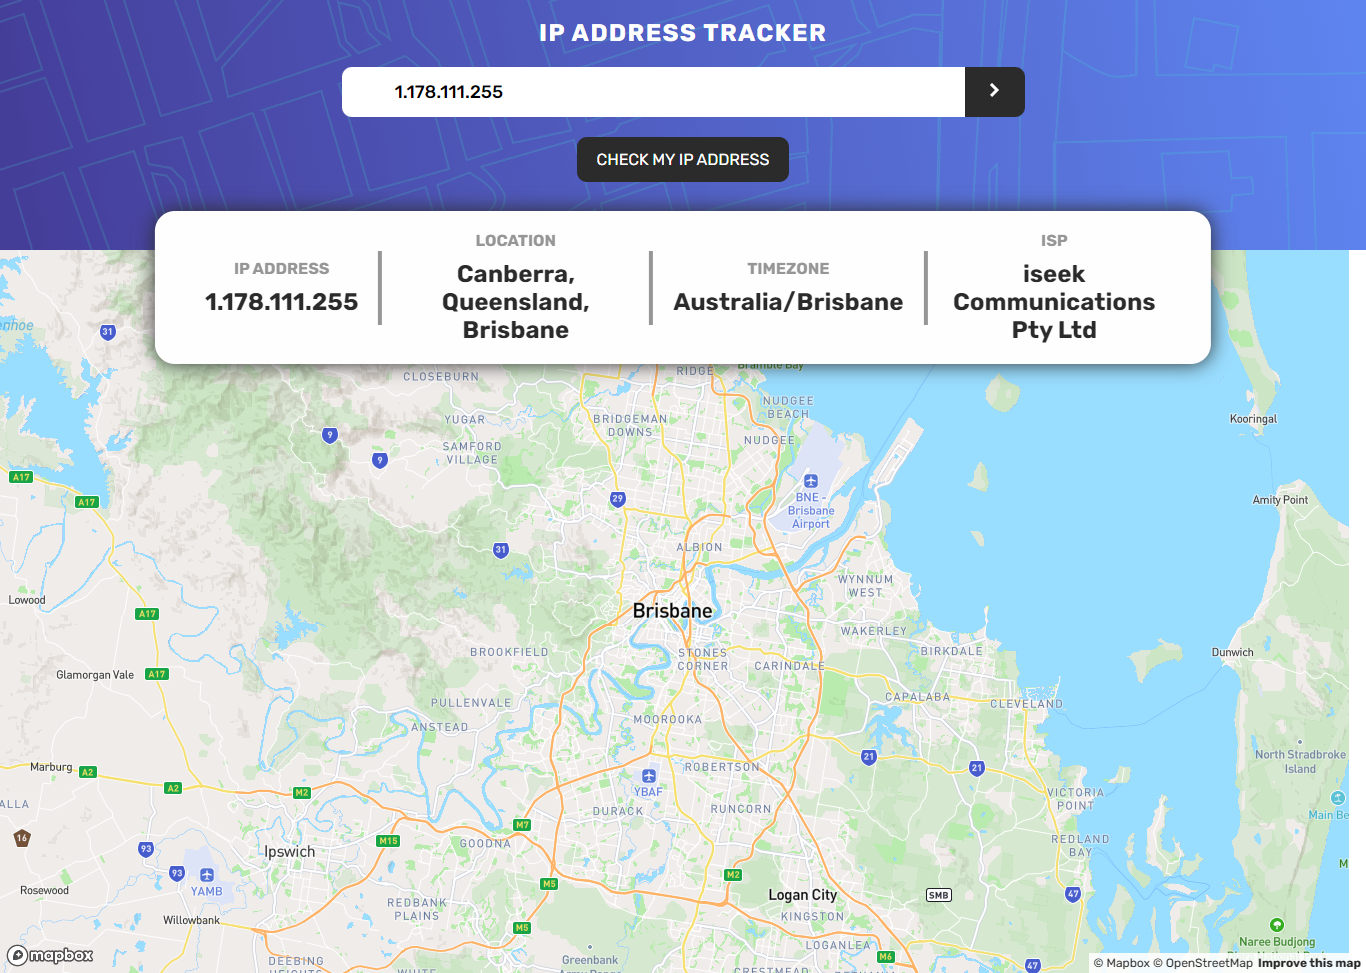 IP ADDRESS TRACKER
1.178.111.255
CHECK MY IP ADDRESS
IP ADDRESS
1.178.111.255
LOCATION
Canberra,
Queensland,
Brisbane
TIMEZONE
Australia/Brisbane
ISP
iseek
Communications
Pty Ltd
31
CLOSEBURN
RIDGE
Bramble Bay
NUDGEE
BEACH
YUGAR
BRIDGEMAN
DOWNS
Kooringal
9
SAMFORD
VILLAGE
NUDGEE
9
A17
BNE -
Brisbane
Airport
29
A17
Amity Point
31
ALBION
WYNNUM
WEST
Lowood
A17
Brisbane
WAKERLEY
BROOKFIELD
STONES
CORNER
CARINDALE
BIRKDALE
Dunwich
Glamorgan Vale
A17
PULLENVALE
CAPALABA
CLEVELAND
ANSTEAD
MOOROOKA
21
North Stradbroke
Island
Marburg
A2
ROBERTSON
21
YBAF
A2
M2
VICTORIA
POINT
ALLA
DURACK
RUNCORN
Main Be
16
M7
M15
GOODNA
REDLAND
BAY
93
Ipswich
M
93
YAMB
M5
M2
Rosewood
Logan City
SMB
47
REDBANK
PLAINS
KINGSTON
Willowbank
M5
Naree Budjong
LOGANLEA
DEEBING
HEIGHTS
Greenbank
Army Range
M6
CRESTMEAD
47
mapbox
© Mapbox © OpenStreetMap Improve this map